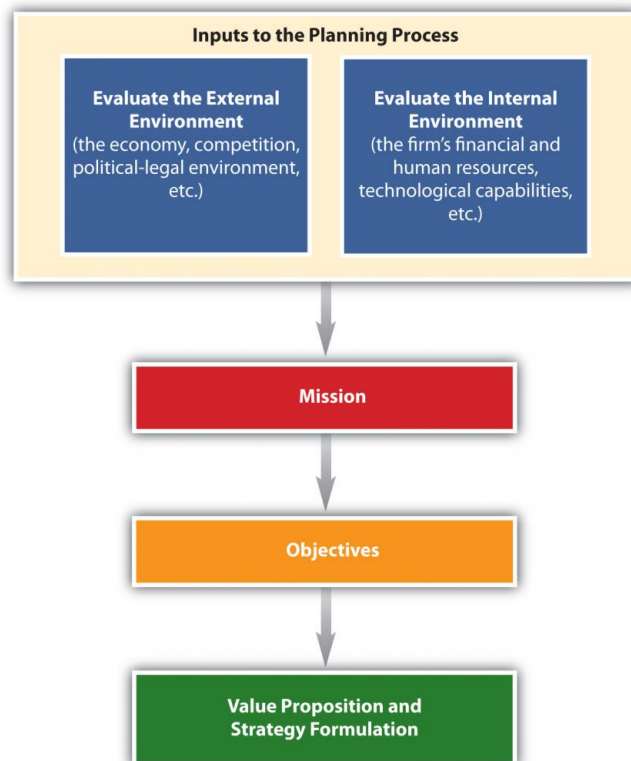 Inputs to the Planning Process
Evaluate the External
Environment
(the economy, competition,
political-legal environment,
etc.)
Evaluate the Internal
Environment
(the firm's financial and
human resources,
technological capabilities,
etc.)
Mission
Objectives
Value Proposition and
Strategy Formulation